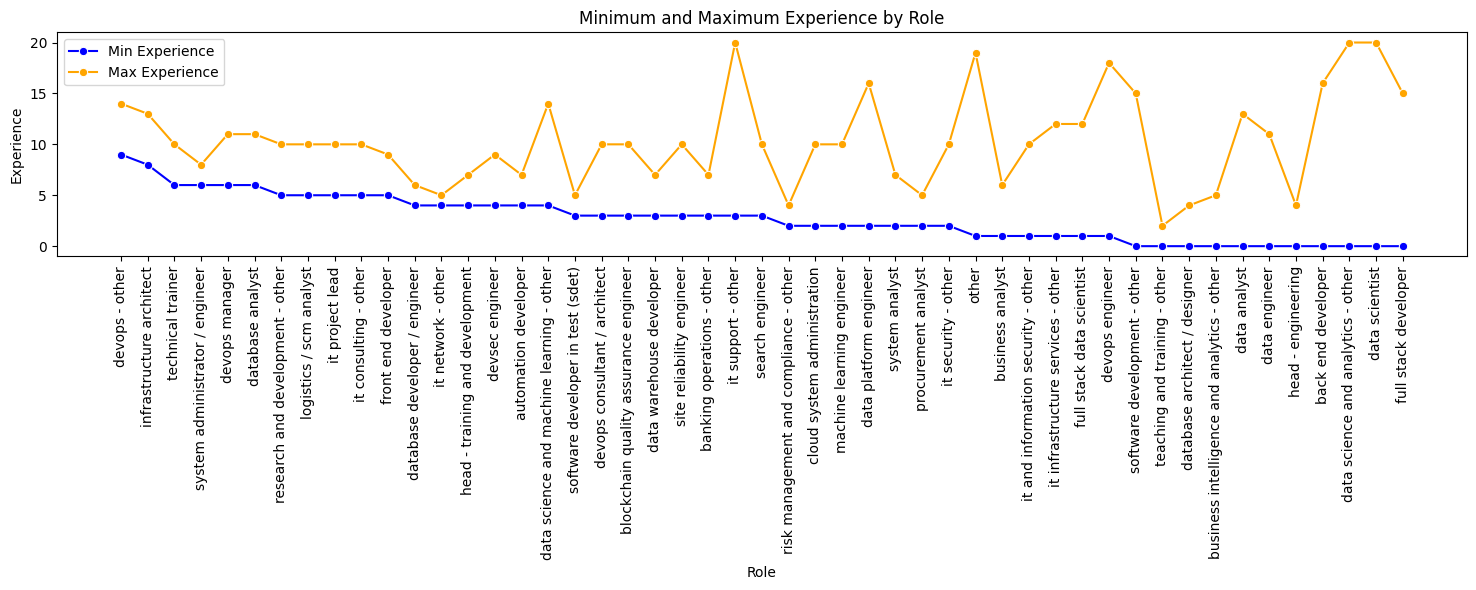 Minimum and Maximum Experience by Role
Min Experience
Max Experience
Experience
20
15
10
5
0
devops - other
infrastructure architect
technical trainer
system administrator / engineer
devops manager
database analyst
research and development - other
logistics / scm analyst
it project lead
it consulting - other
front end developer
database developer / engineer
it network - other
head - training and development
devsec engineer
automation developer
data science and machine learning - other
software developer in test (sdet)
devops consultant / architect
blockchain quality assurance engineer
data warehouse developer
site reliability engineer
banking operations - other
it support - other
search engineer
risk management and compliance - other
cloud system administration
machine learning engineer
data platform engineer
system analyst
procurement analyst
it security - other
other
business analyst
it and information security - other
it infrastructure services - other
full stack data scientist
devops engineer
software development - other
teaching and training - other
database architect / designer
business intelligence and analytics - other
data analyst
data engineer
head - engineering
back end developer
data science and analytics - other
data scientist
full stack developer
Role